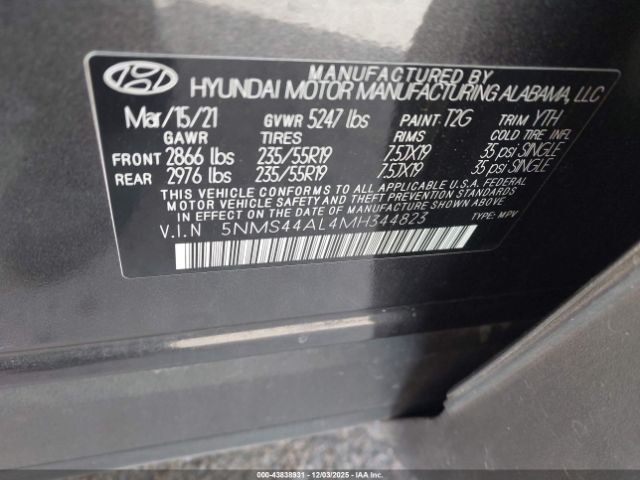 MANUFACTURED BY
HYUNDAI MOTOR MANUFACTURING ALABAMA, LLC
Mar/15/21 GVWR 5247 lbs PAINT T2G TRIM YTH
GAWR TIRES RIMS COLD TIRE INFL
FRONT 2866 lbs 235/55R19 7.5JX19 35 psi SINGLE
REAR 2976 lbs 235/55R19 7.5JX19 35 psi SINGLE
THIS VEHICLE CONFORMS TO ALL APPLICABLE U.S.A. FEDERAL
MOTOR VEHICLE SAFETY AND THEFT PREVENTION STANDARDS
IN EFFECT ON THE DATE OF MANUFACTURE SHOWN ABOVE.
V.I.N 5NMS44AL4MH344823 TYPE: MPV
000-43838931 - 12/03/2025 - IAAI.COM